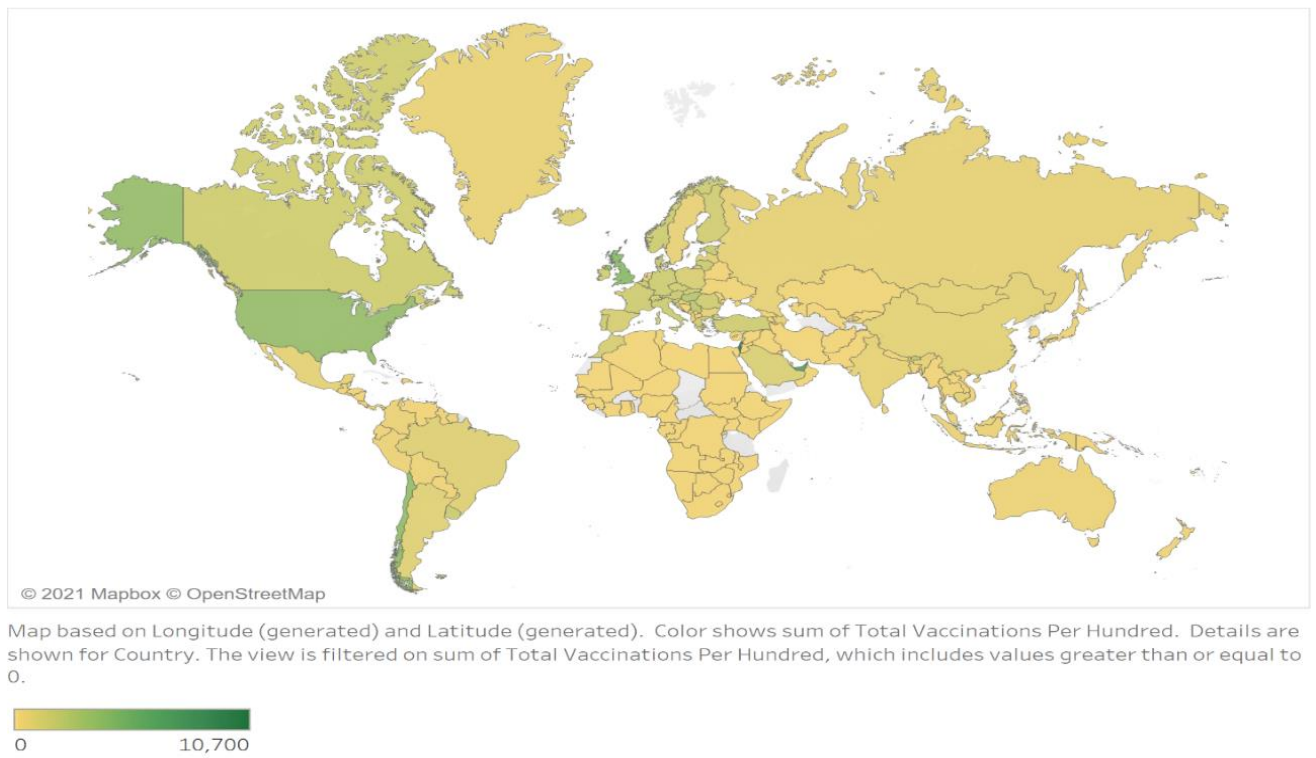 © 2021 Mapbox © OpenStreetMap
Map based on Longitude (generated) and Latitude (generated). Color shows sum of Total Vaccinations Per Hundred. Details are
shown for Country. The view is filtered on sum of Total Vaccinations Per Hundred, which includes values greater than or equal to
0.
0 10,700